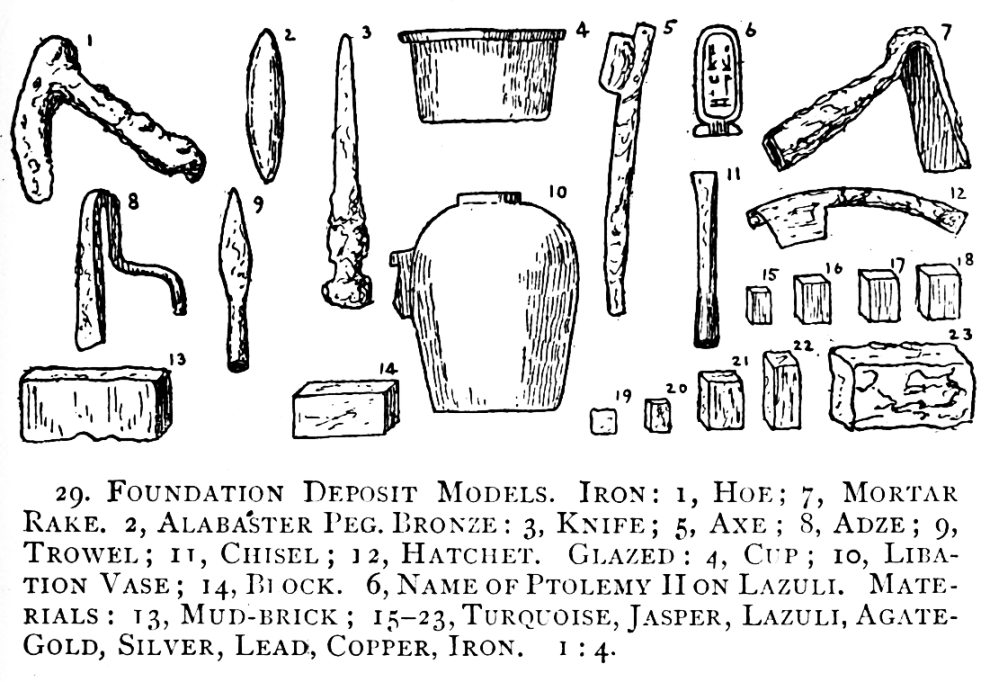 1 2 3 4 5 6 7
8 9 10 11 12
15 16 17 18
13 14 19 20 21 22 23
29. FOUNDATION DEPOSIT MODELS. IRON: 1, HOE; 7, MORTAR
RAKE. 2, ALABASTER PEG. BRONZE: 3, KNIFE; 5, AXE; 8, ADZE; 9,
TROWEL; 11, CHISEL; 12, HATCHET. GLAZED: 4, CUP; 10, LIBA-
TION VASE; 14, BLOCK. 6, NAME OF PTOLEMY II ON LAZULI. MATE-
RIALS: 13, MUD-BRICK; 15–23, TURQUOISE, JASPER, LAZULI, AGATE-
GOLD, SILVER, LEAD, COPPER, IRON. 1:4.